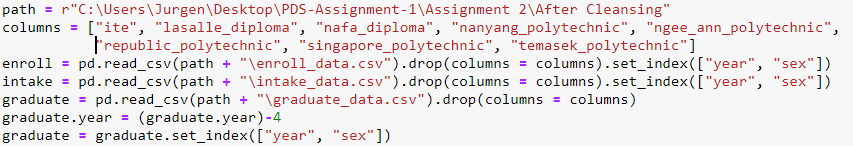 path = r"C:\Users\Jurgen\Desktop\PDS-Assignment-1\Assignment 2\After Cleansing"
columns = ["ite", "lasalle_diploma", "nafa_diploma", "nanyang_polytechnic", "ngee_ann_polytechnic",
"republic_polytechnic", "singapore_polytechnic", "temasek_polytechnic"]
enroll = pd.read_csv(path + "\enroll_data.csv").drop(columns = columns).set_index(["year", "sex"])
intake = pd.read_csv(path + "\intake_data.csv").drop(columns = columns).set_index(["year", "sex"])
graduate = pd.read_csv(path + "\graduate_data.csv").drop(columns = columns)
graduate.year = (graduate.year)-4
graduate = graduate.set_index(["year", "sex"])